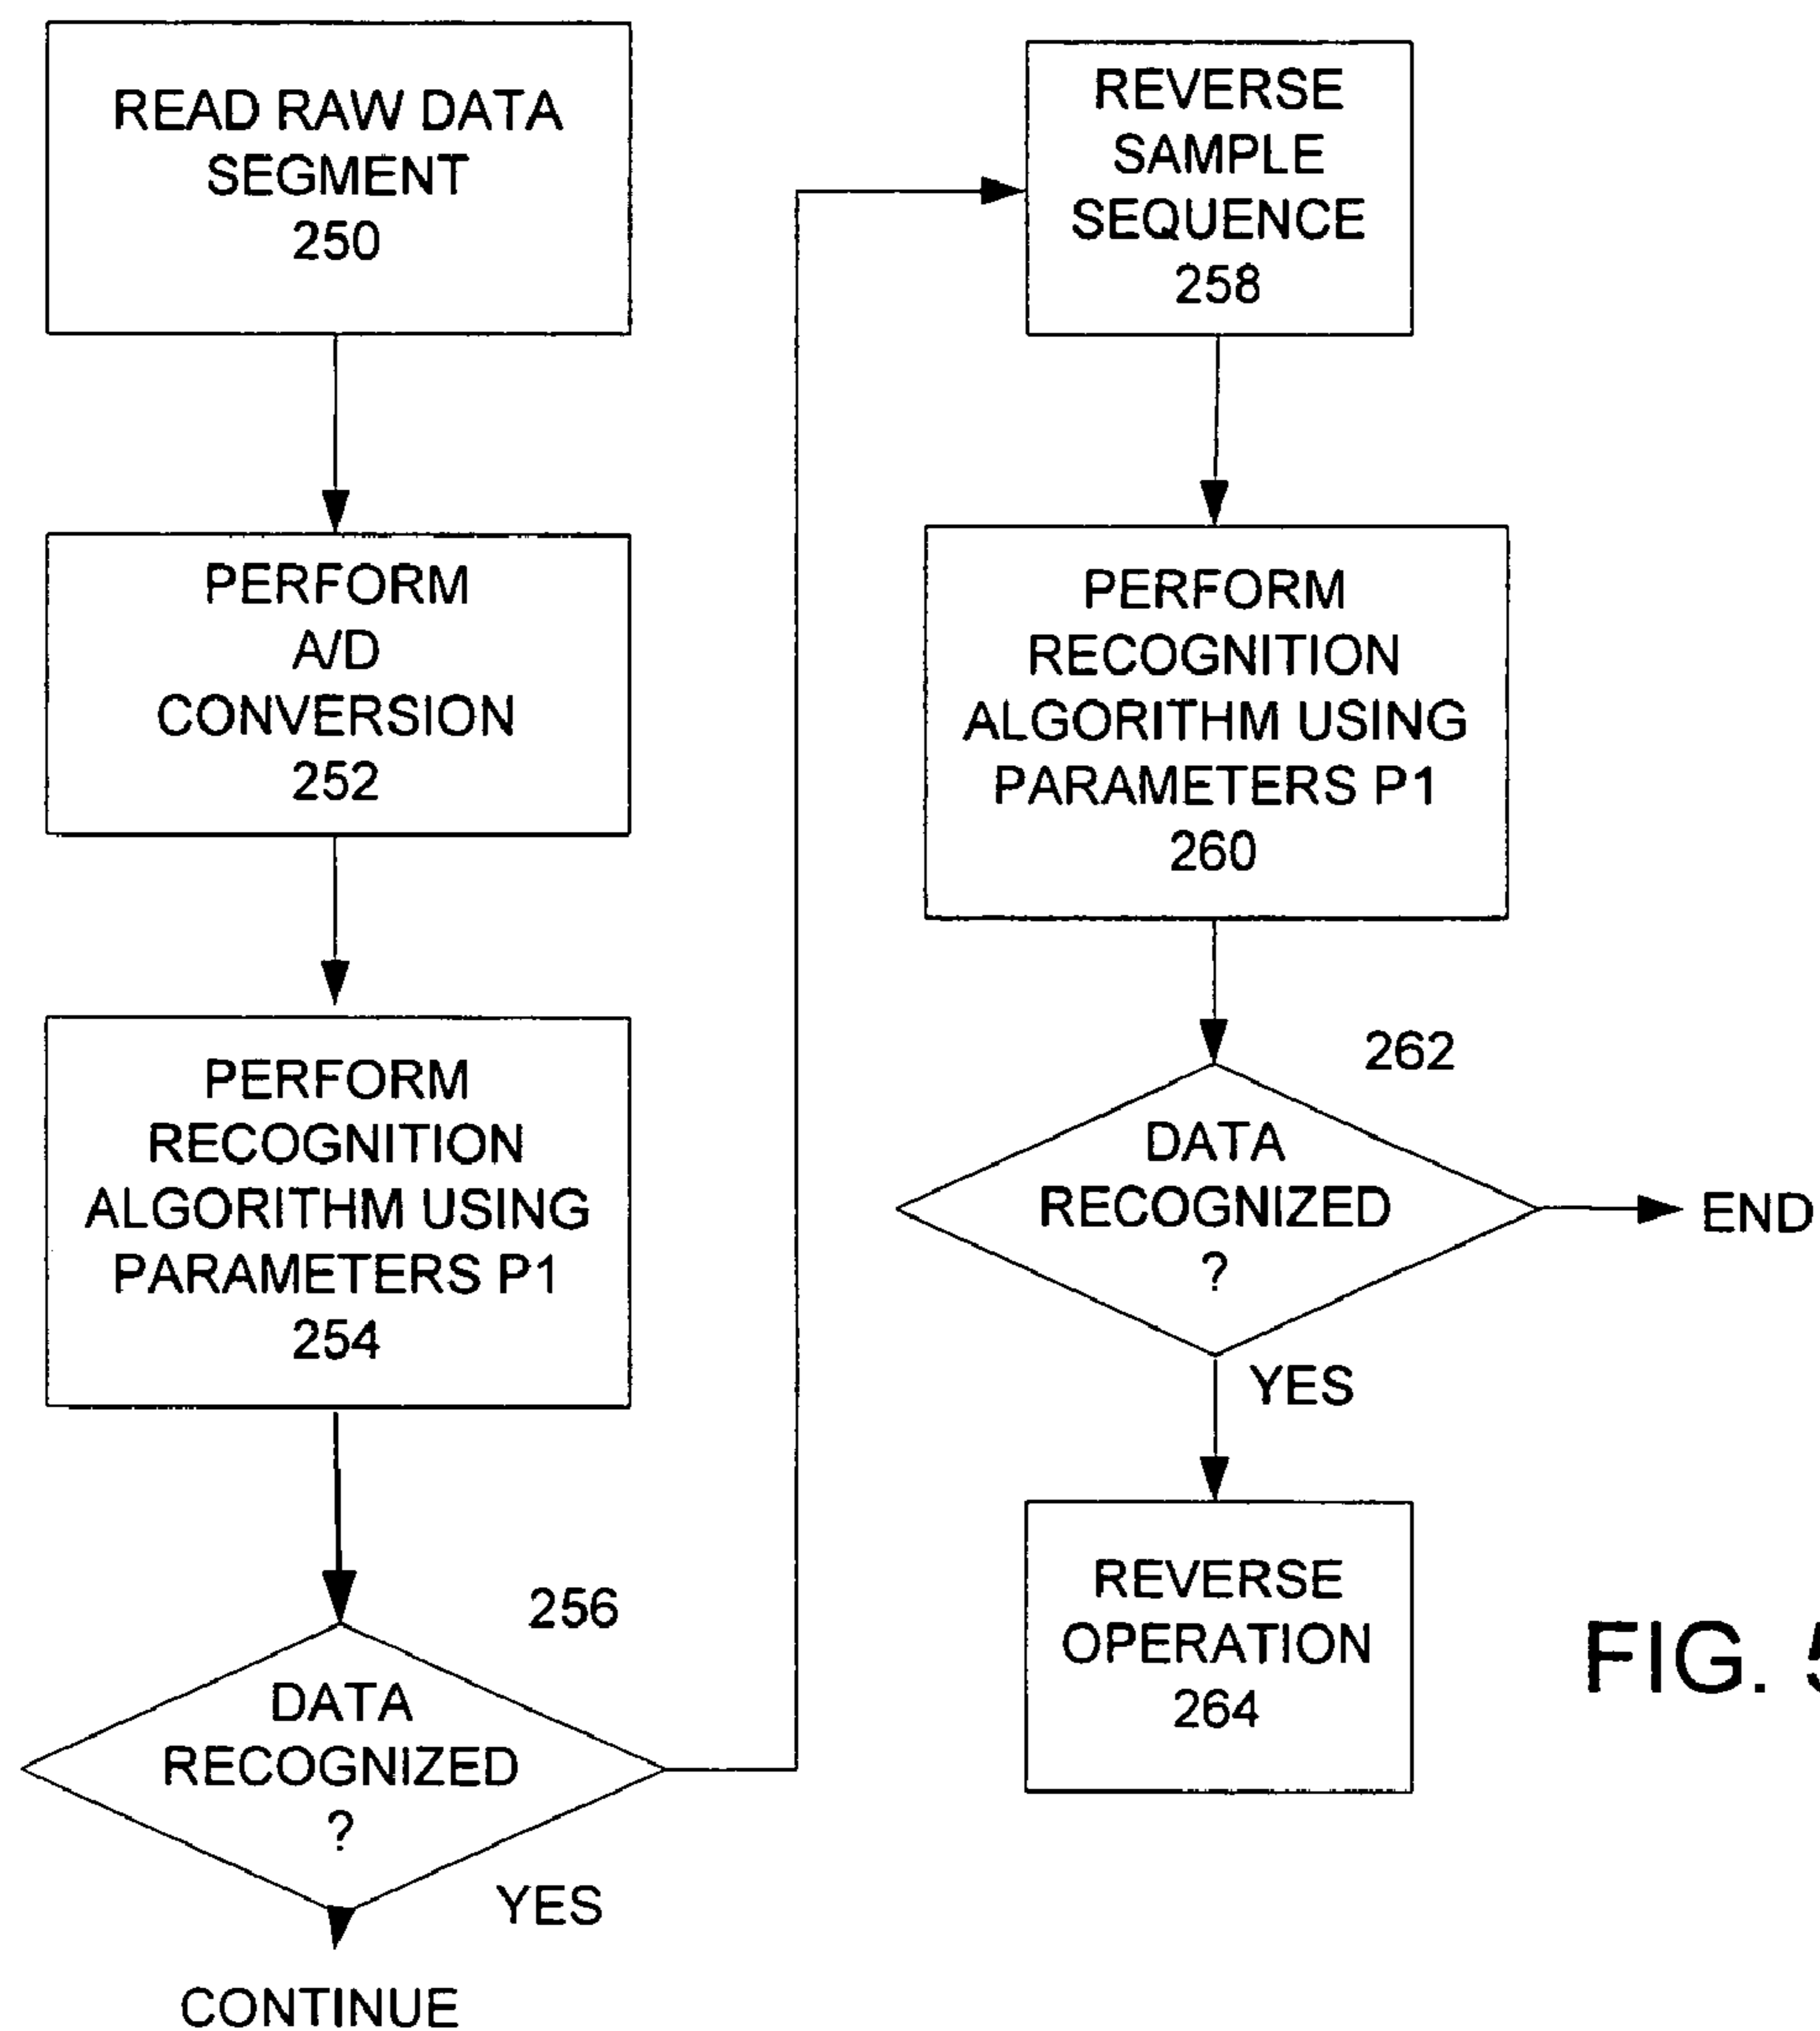 READ RAW DATA
SEGMENT
250
PERFORM
A/D
CONVERSION
252
PERFORM
RECOGNITION
ALGORITHM USING
PARAMETERS P1
254
256
DATA
RECOGNIZED
?
YES
CONTINUE
REVERSE
SAMPLE
SEQUENCE
258
PERFORM
RECOGNITION
ALGORITHM USING
PARAMETERS P1
260
262
DATA
RECOGNIZED
?
END
YES
REVERSE
OPERATION
264
FIG. 5